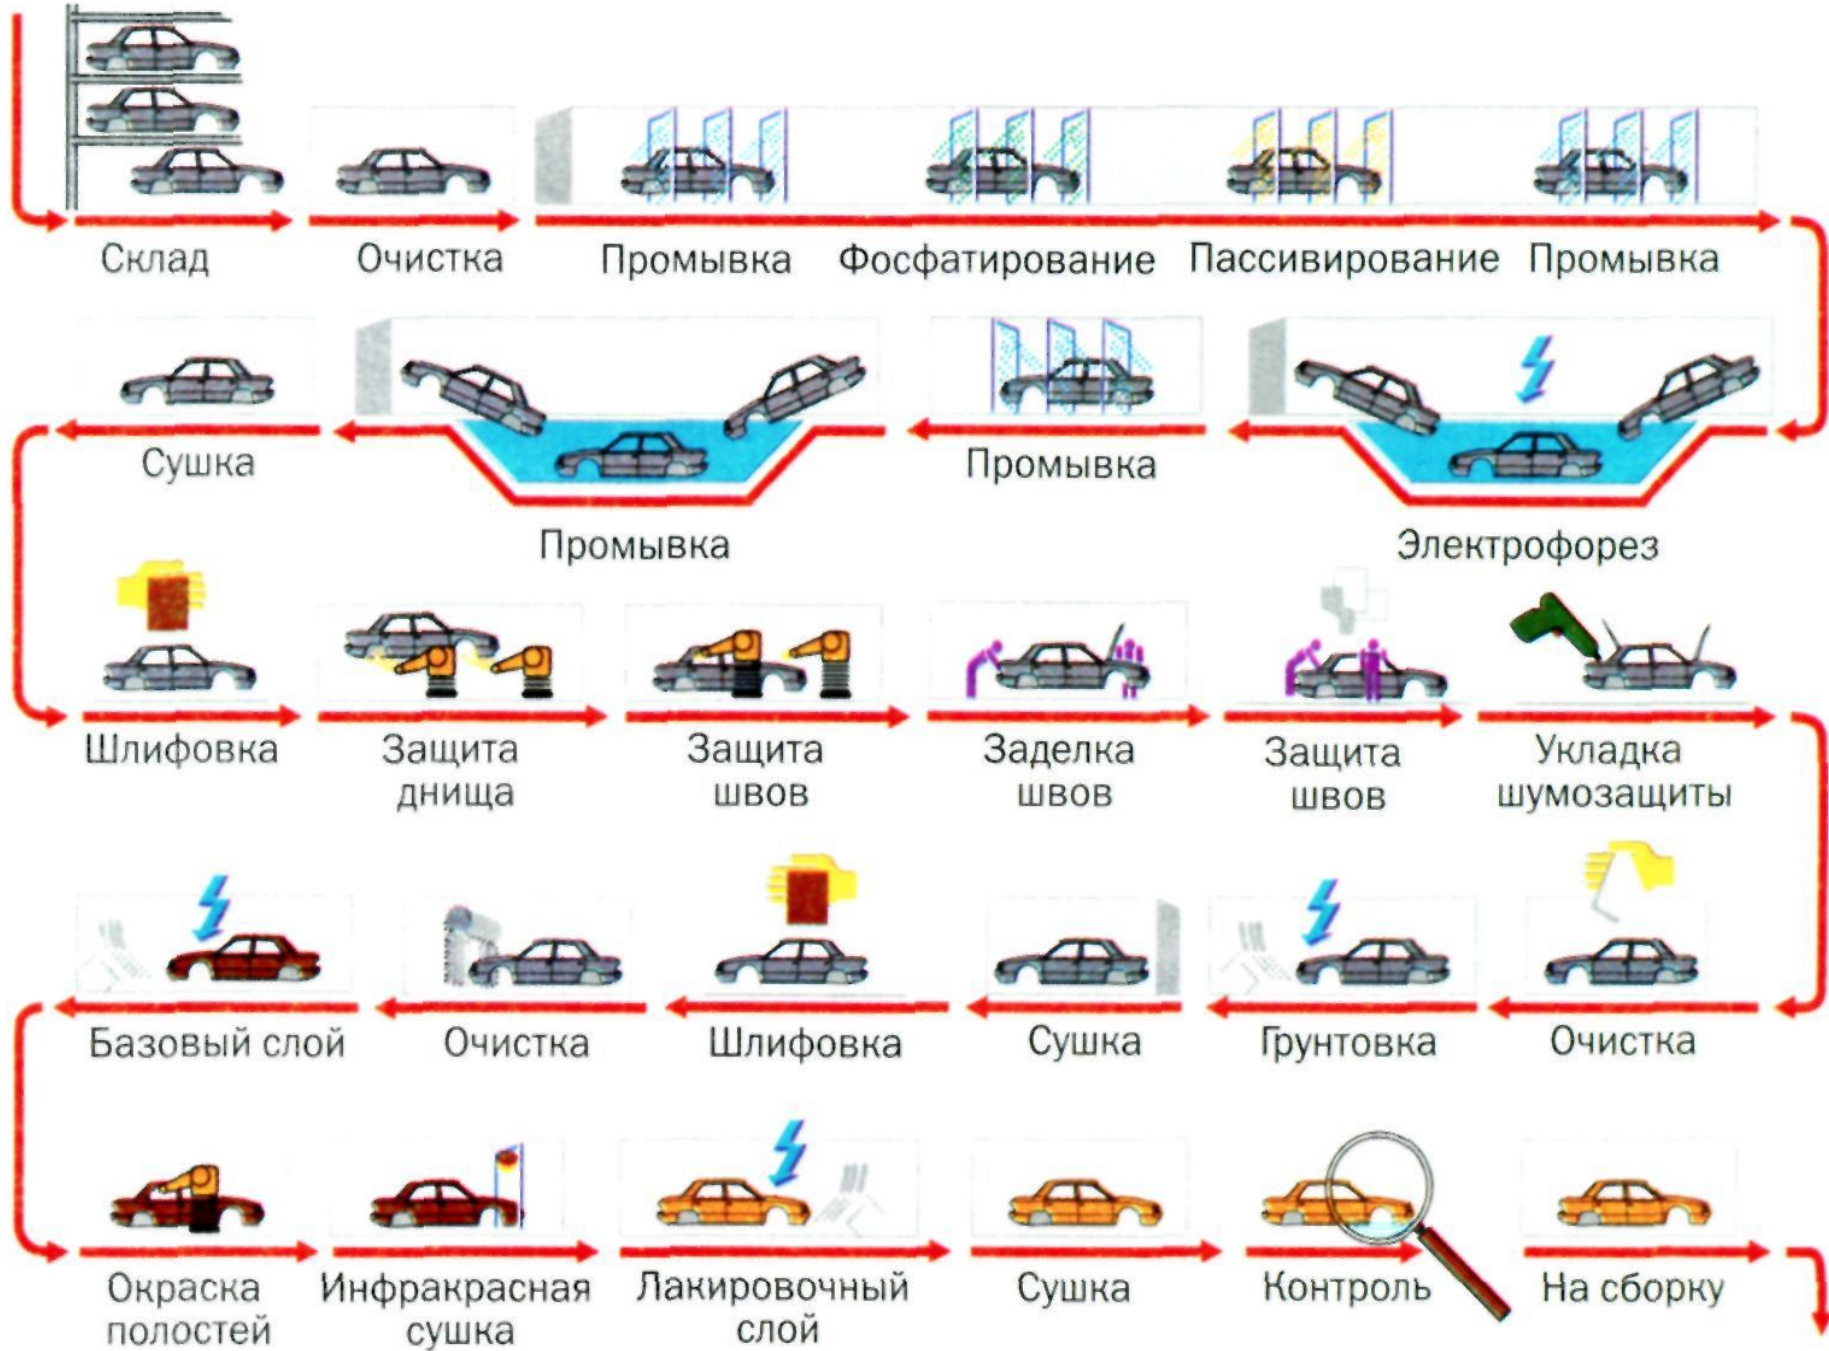 Склад
Очистка
Промывка
Фосфатирование
Пассивирование
Промывка
Сушка
Промывка
Промывка
Электрофорез
Шлифовка
Защита
днища
Защита
швов
Заделка
швов
Защита
швов
Укладка
шумозащиты
Базовый слой
Очистка
Шлифовка
Сушка
Грунтовка
Очистка
Окраска
полостей
Инфракрасная
сушка
Лакировочный
слой
Сушка
Контроль
На сборку